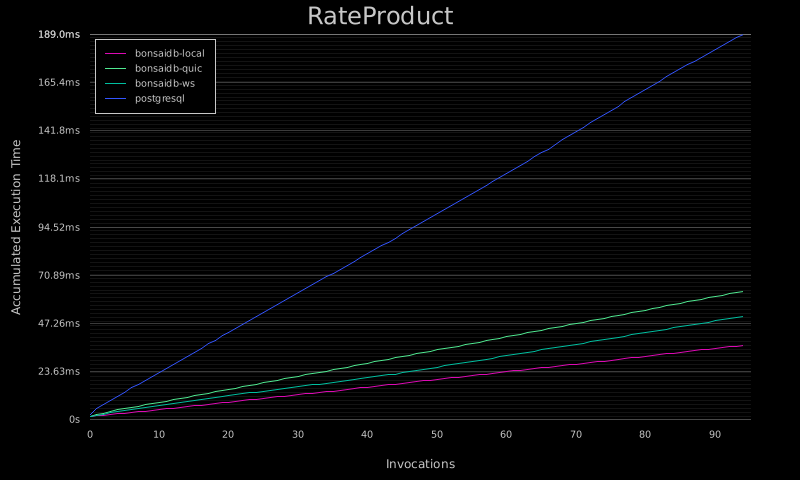 RateProduct
189.0ms
bonsaidb-local
bonsaidb-quic
165.4ms
bonsaidb-ws
postgresql
141.8ms
118.1ms
Accumulated Execution Time
94.52ms
70.89ms
47.26ms
23.63ms
0s
0 10 20 30 40 50 60 70 80 90
Invocations